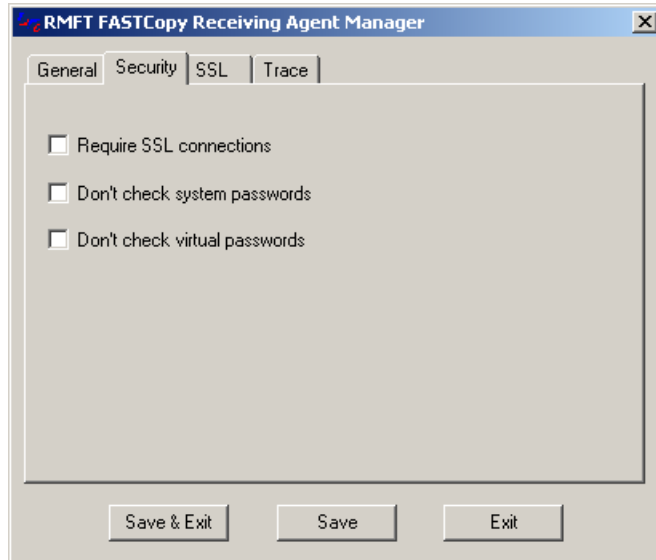 RMFT FASTCopy Receiving Agent Manager
General Security SSL Trace
Require SSL connections
Don't check system passwords
Don't check virtual passwords
Save & Exit Save Exit